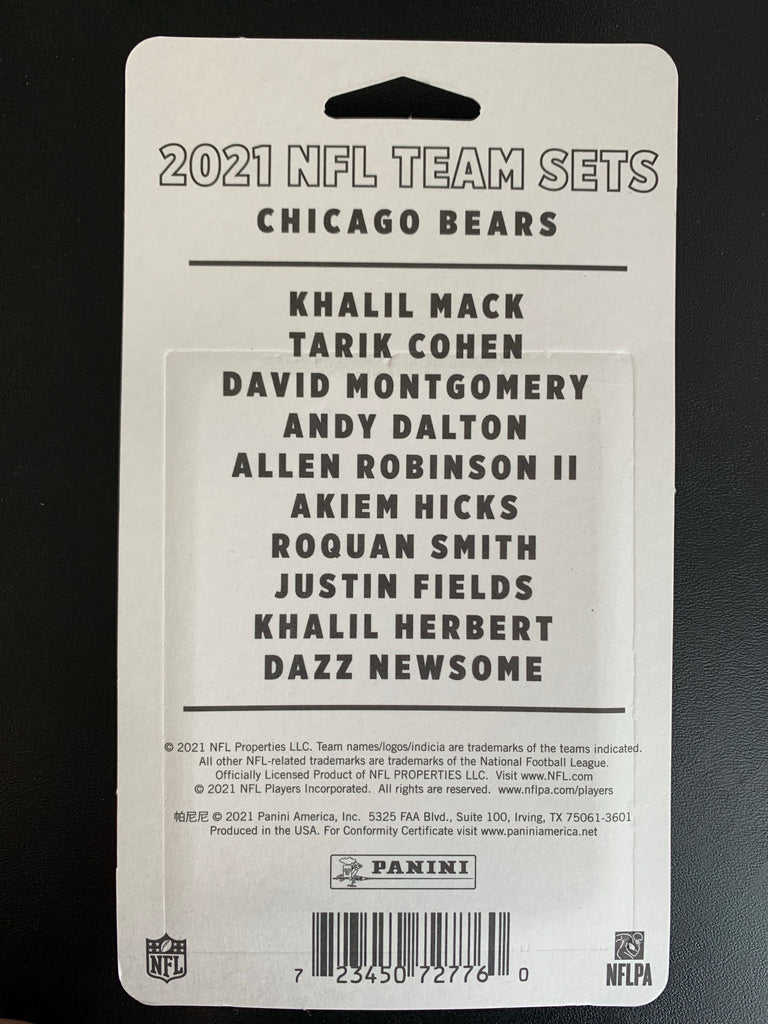 2021 NFL TEAM SETS
CHICAGO BEARS
KHALIL MACK
TARIK COHEN
DAVID MONTGOMERY
ANDY DALTON
ALLEN ROBINSON II
AKIEM HICKS
ROQUAN SMITH
JUSTIN FIELDS
KHALIL HERBERT
DAZZ NEWSOME
© 2021 NFL Properties LLC. Team names/logos/indicia are trademarks of the teams indicated.
All other NFL-related trademarks are trademarks of the National Football League.
Officially Licensed Product of NFL PROPERTIES LLC. Visit www.NFL.com
© 2021 NFL Players Incorporated. All rights are reserved. www.nflpa.com/players
帕尼尼 © 2021 Panini America, Inc. 5325 FAA Blvd., Suite 100, Irving, TX 75061-3601
Produced in the USA. For Conformity Certificate visit www.paniniamerica.net
PANINI
NFL
7 23450 72776 0
NFLPA